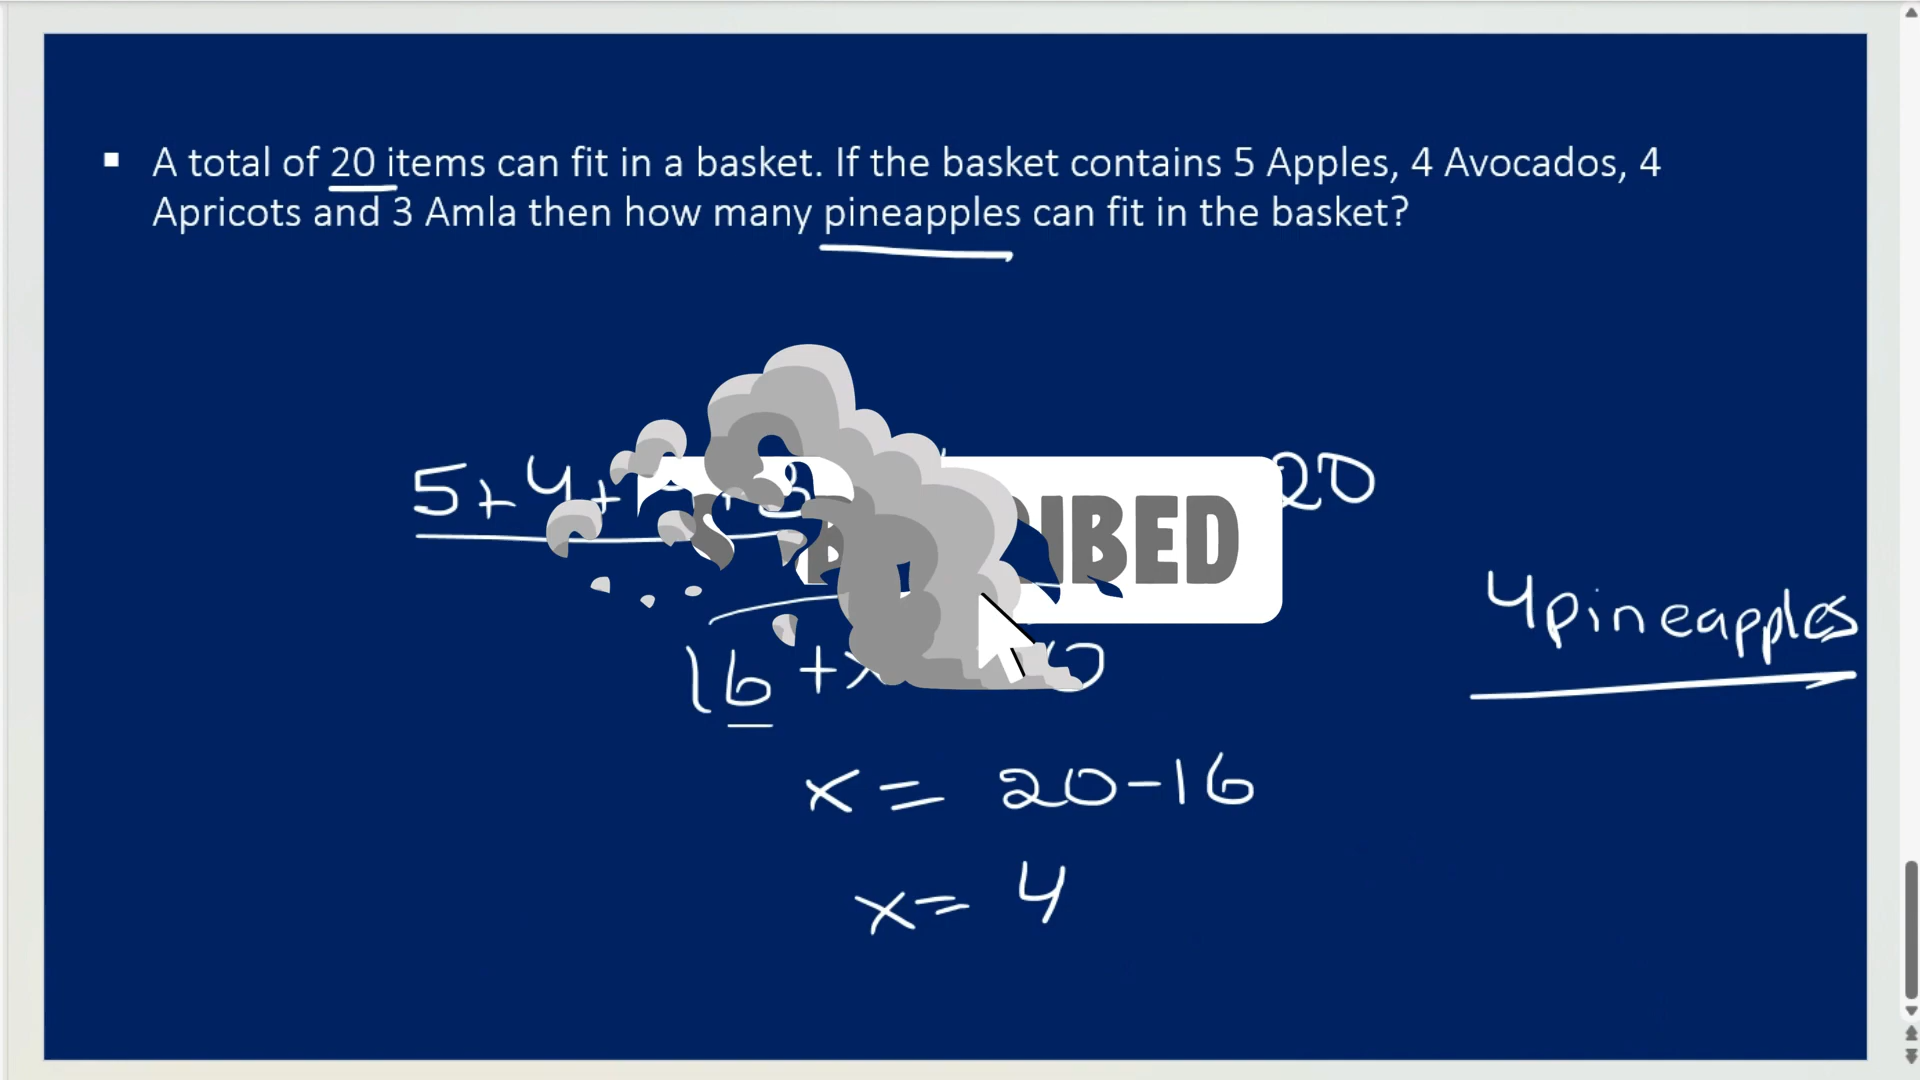 ▪ A total of 20 items can fit in a basket. If the basket contains 5 Apples, 4 Avocados, 4
Apricots and 3 Amla then how many pineapples can fit in the basket?
5+4+ +3 20
IBED
4pineapples
16 +x
x= 20-16
x= 4